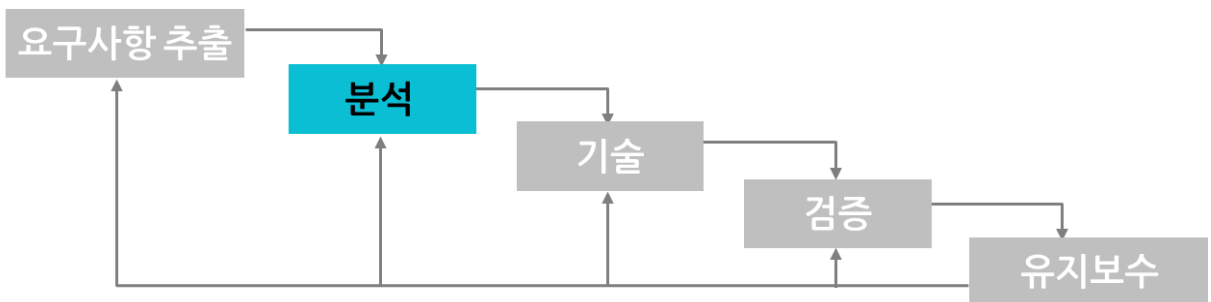 요구사항 추출
분석
기술
검증
유지보수